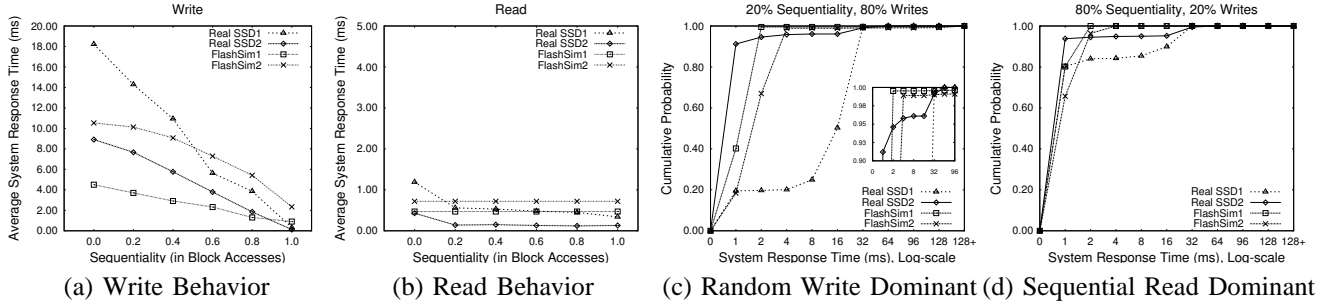 Write
Average System Response Time (ms)
20.00
18.00
16.00
14.00
12.00
10.00
8.00
6.00
4.00
2.00
0.0 0.2 0.4 0.6 0.8 1.0
Sequentiality (in Block Accesses)
Real SSD1
Real SSD2
FlashSim1
FlashSim2
(a) Write Behavior
Read
Average System Response Time (ms)
5.00
4.00
3.00
2.00
1.00
0.00
0.0 0.2 0.4 0.6 0.8 1.0
Sequentiality (in Block Accesses)
Real SSD1
Real SSD2
FlashSim1
FlashSim2
(b) Read Behavior
20% Sequentiality, 80% Writes
Cumulative Probability
1.00
0.80
0.60
0.40
0.20
0.00
0 1 2 4 8 16 32 64 96 128 128+
System Response Time (ms), Log-scale
1.00
0.98
0.95
0.93
0.90
0 2 8 32 96
Real SSD1
Real SSD2
FlashSim1
FlashSim2
(c) Random Write Dominant
80% Sequentiality, 20% Writes
Cumulative Probability
1.00
0.80
0.60
0.40
0.20
0.00
0 1 2 4 8 16 32 64 96 128 128+
System Response Time (ms), Log-scale
Real SSD1
Real SSD2
FlashSim1
FlashSim2
(d) Sequential Read Dominant